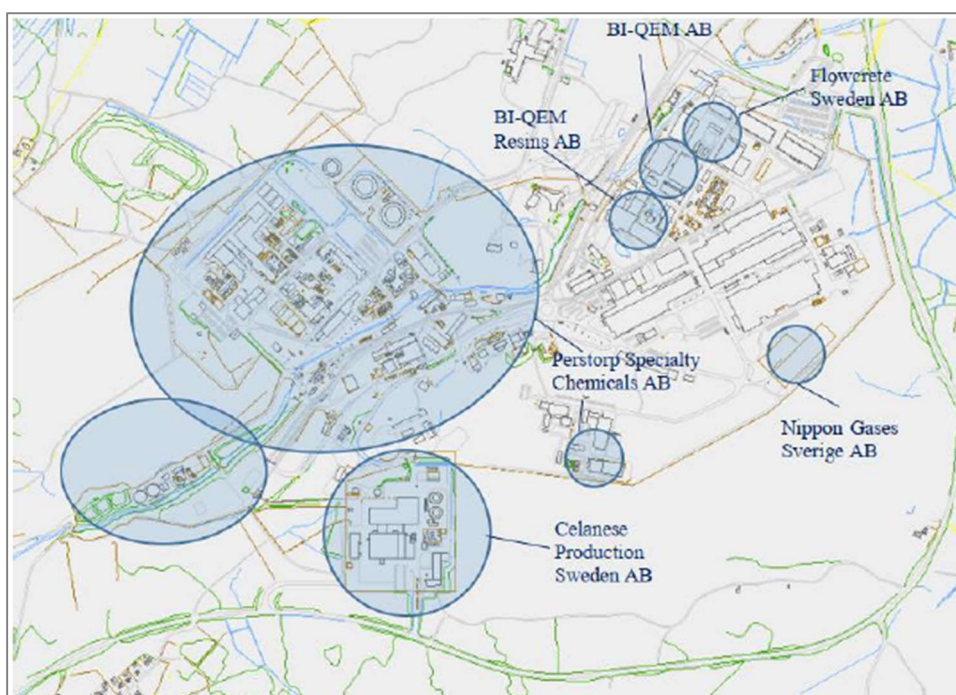 BI-QEM AB
Flowcrete
Sweden AB
BI-QEM
Resins AB
Perstorp Specialty
Chemicals AB
Nippon Gases
Sverige AB
Celanese
Production
Sweden AB